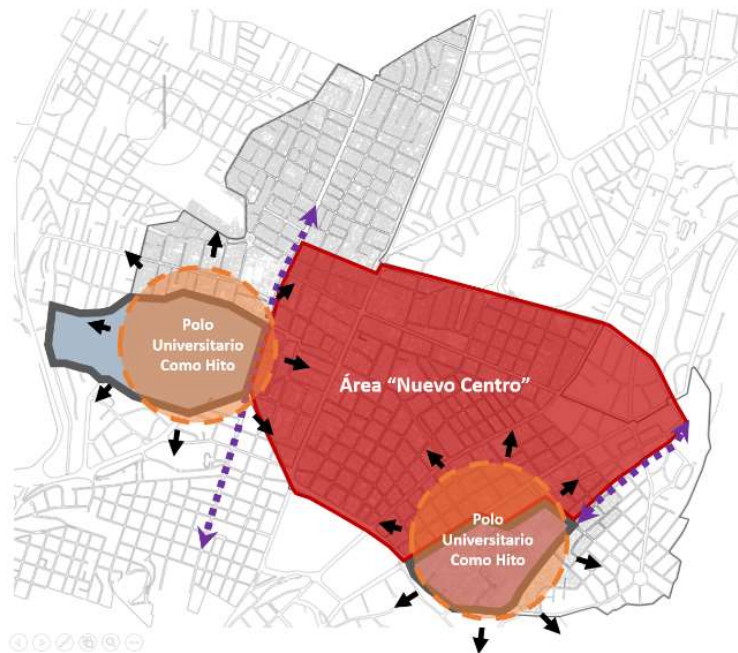 Polo
Universitario
Como Hito
Área “Nuevo Centro”
Polo
Universitario
Como Hito